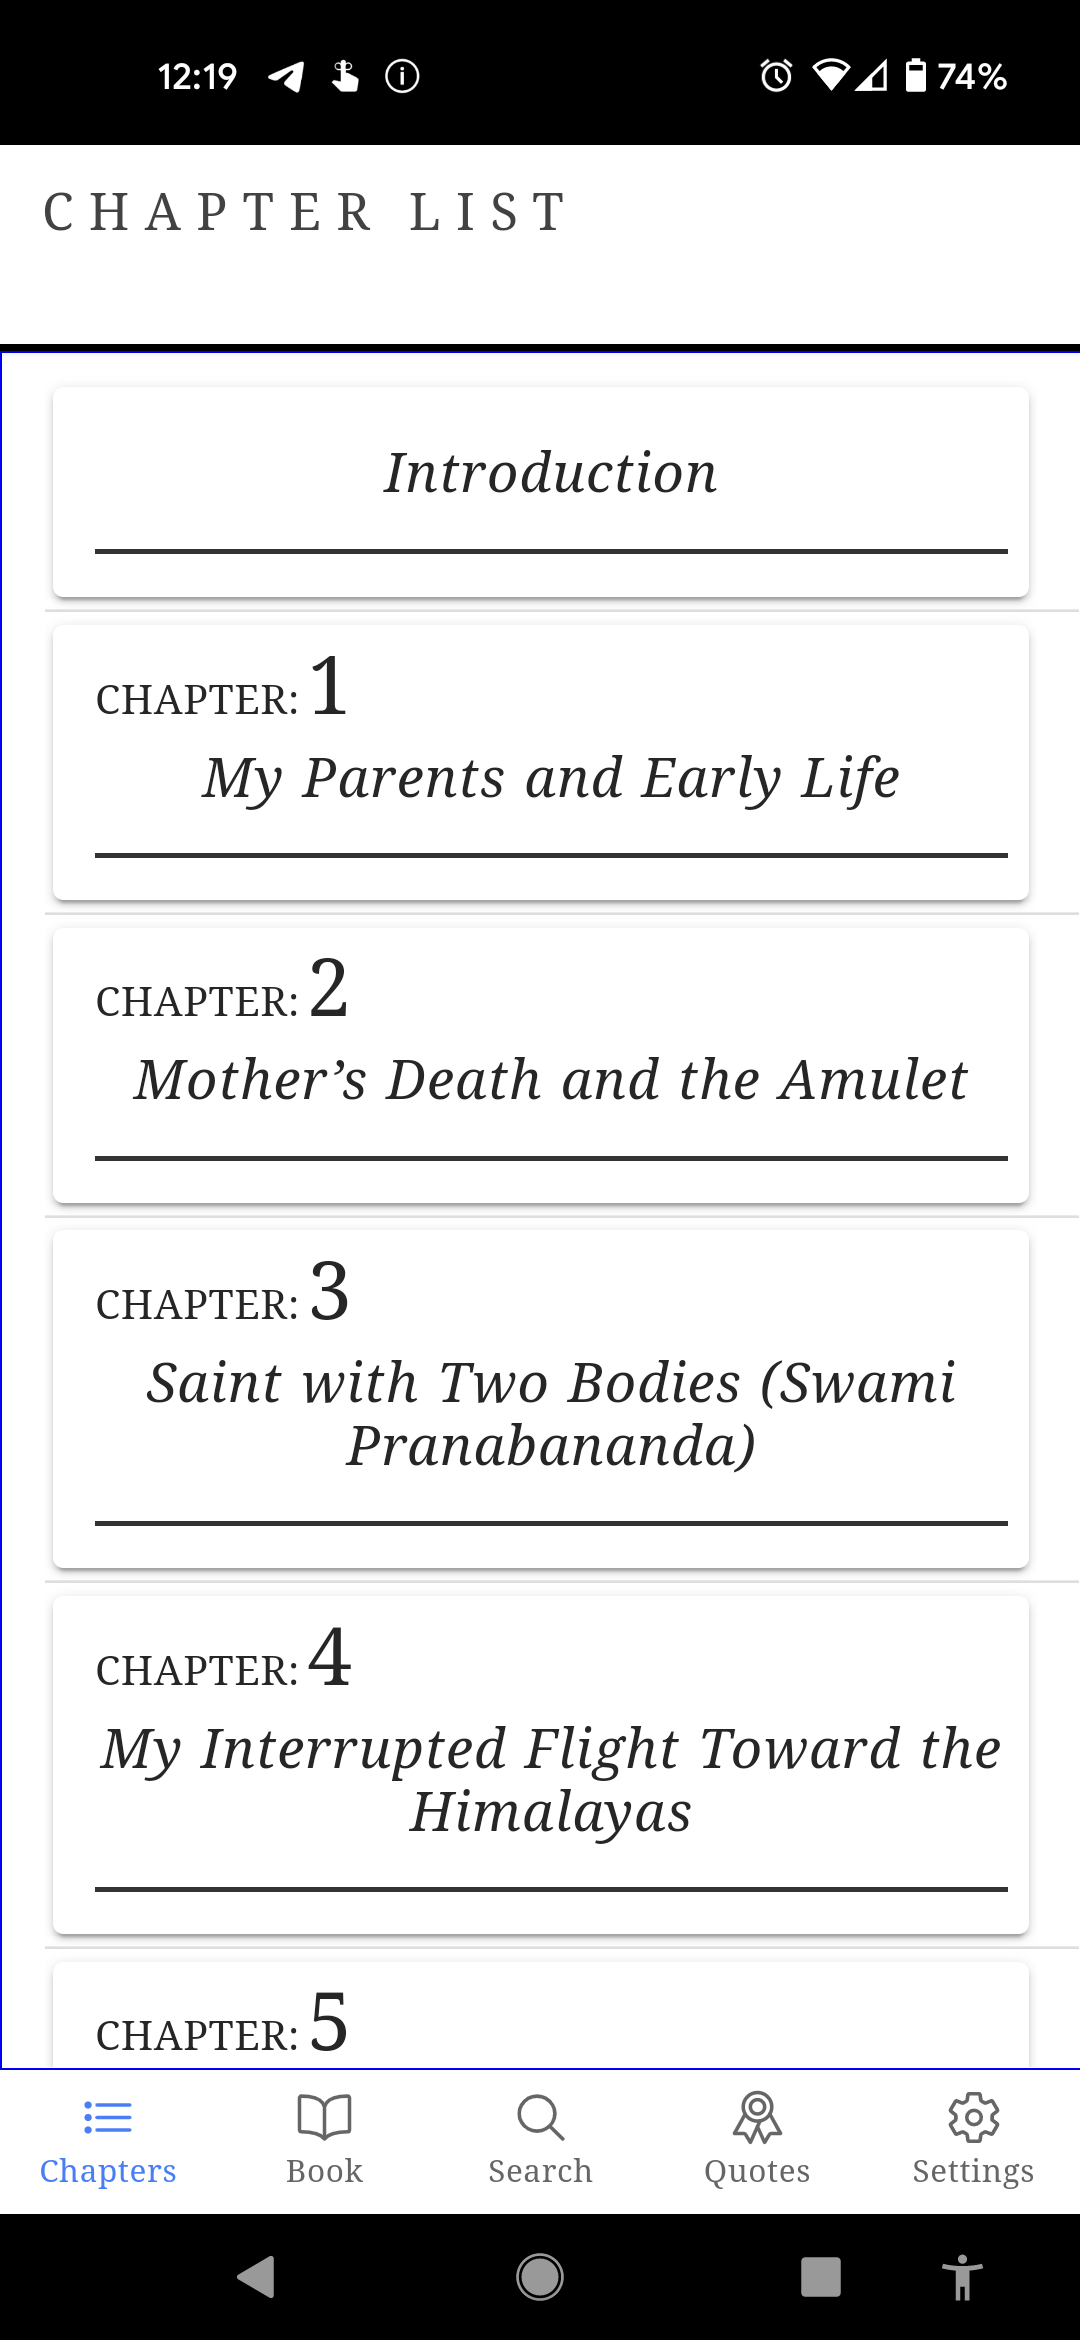 12:19 74%
CHAPTER LIST
Introduction
CHAPTER: 1
My Parents and Early Life
CHAPTER: 2
Mother’s Death and the Amulet
CHAPTER: 3
Saint with Two Bodies (Swami
Pranabananda)
CHAPTER: 4
My Interrupted Flight Toward the
Himalayas
CHAPTER: 5
Chapters Book Search Quotes Settings